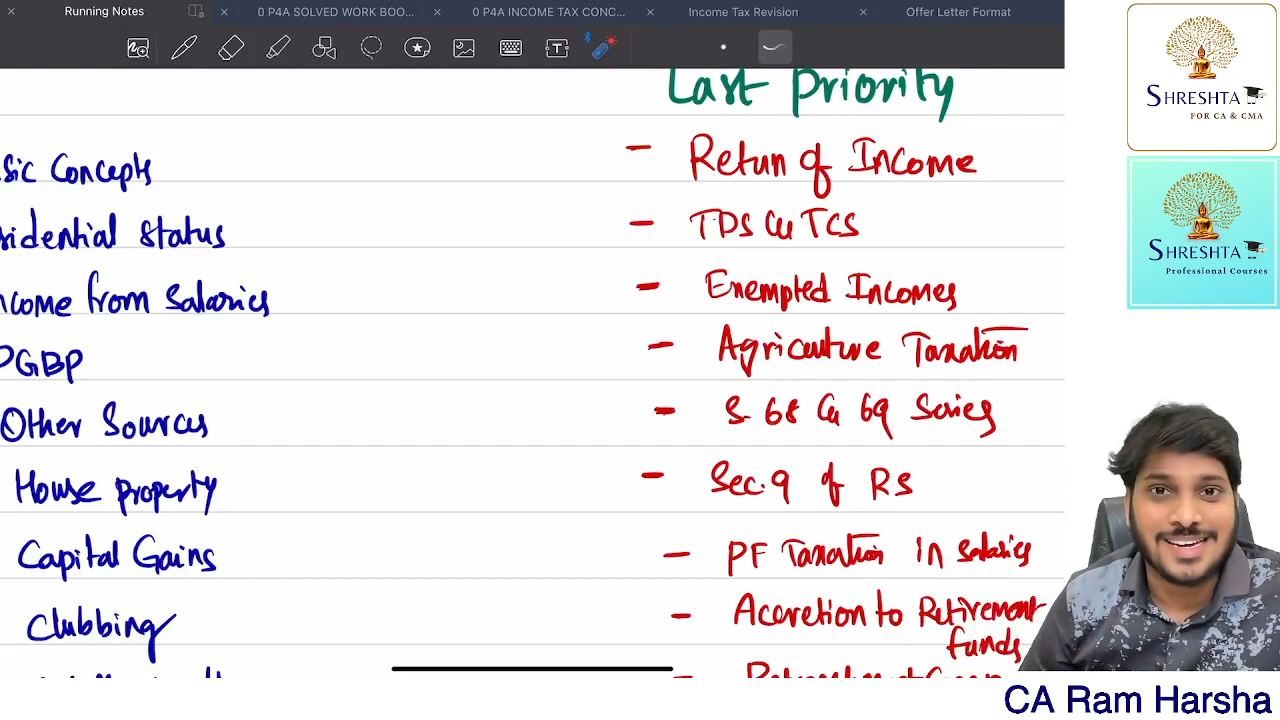 Running Notes
0 P4A SOLVED WORK BOO...
0 P4A INCOME TAX CONC...
Income Tax Revision
Offer Letter Format
Last Priority
sic Concepts
sidential Status
ncome from Salaries
PGBP
Other Sources
House property
Capital Gains
Clubbing
- Retun of Income
- TDS & TCS
- Exempted Incomes
- Agriculture Taxation
- S. 68 & 69 Series
- Sec. 9 of RS
- PF Taxation in Salaries
- Accretion to Retirement
funds
SHRESHTA
FOR CA & CMA
SHRESHTA
Professional Courses
CA Ram Harsha